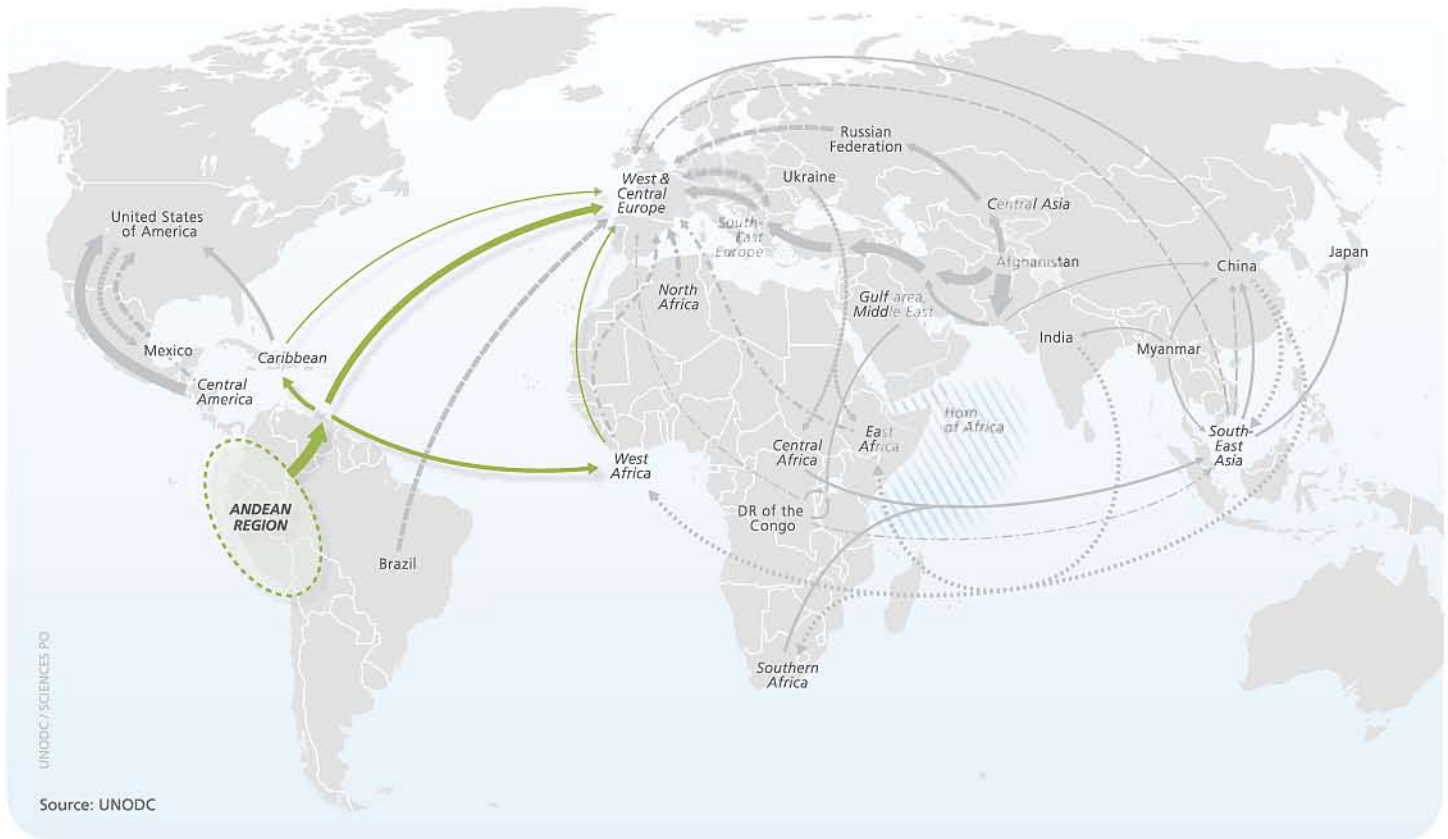 Russian
Federation
West &
Central
Europe
Ukraine
Central Asia
United States
of America
South-
East
Europe
Afghanistan
Japan
China
North
Africa
Gulf area,
Middle East
India
Myanmar
Mexico
Caribbean
Central
America
Horn
of Africa
East
Africa
Central
Africa
South-
East
Asia
West
Africa
ANDEAN
REGION
DR of the
Congo
Brazil
Southern
Africa
UNODC / SCIENCES PO
Source: UNODC